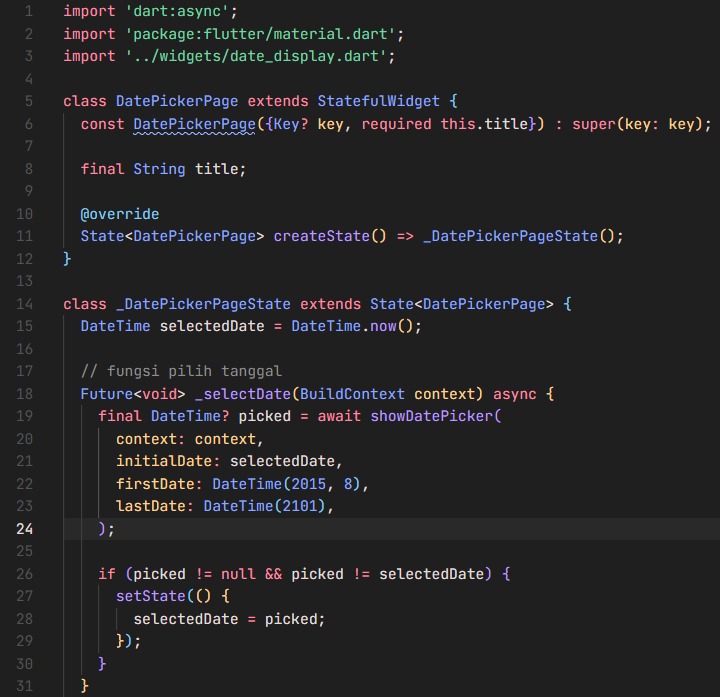 1 import 'dart:async';
2 import 'package:flutter/material.dart';
3 import '../widgets/date_display.dart';
4
5 class DatePickerPage extends StatefulWidget {
6   const DatePickerPage({Key? key, required this.title}) : super(key: key);
7
8   final String title;
9
10   @override
11   State<DatePickerPage> createState() => _DatePickerPageState();
12 }
13
14 class _DatePickerPageState extends State<DatePickerPage> {
15   DateTime selectedDate = DateTime.now();
16
17   // fungsi pilih tanggal
18   Future<void> _selectDate(BuildContext context) async {
19     final DateTime? picked = await showDatePicker(
20       context: context,
21       initialDate: selectedDate,
22       firstDate: DateTime(2015, 8),
23       lastDate: DateTime(2101),
24     );
25
26     if (picked != null && picked != selectedDate) {
27       setState(() {
28         selectedDate = picked;
29       });
30     }
31   }